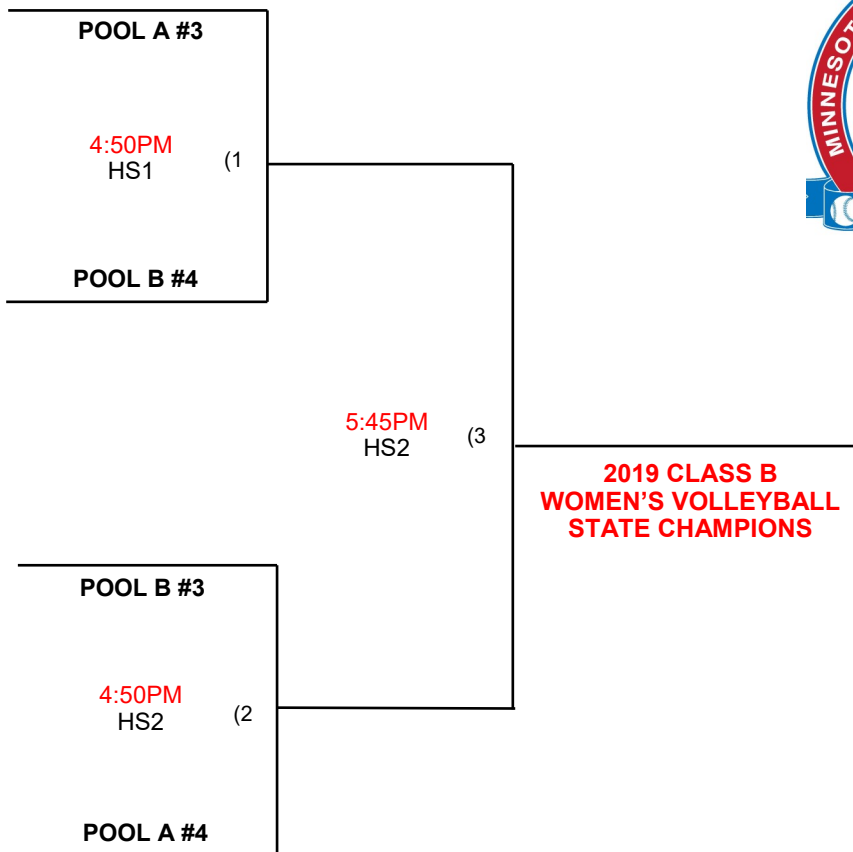 POOL A #3
4:50PM
HS1 (1
POOL B #4
5:45PM
HS2 (3
2019 CLASS B
WOMEN’S VOLLEYBALL
STATE CHAMPIONS
POOL B #3
4:50PM
HS2 (2
POOL A #4